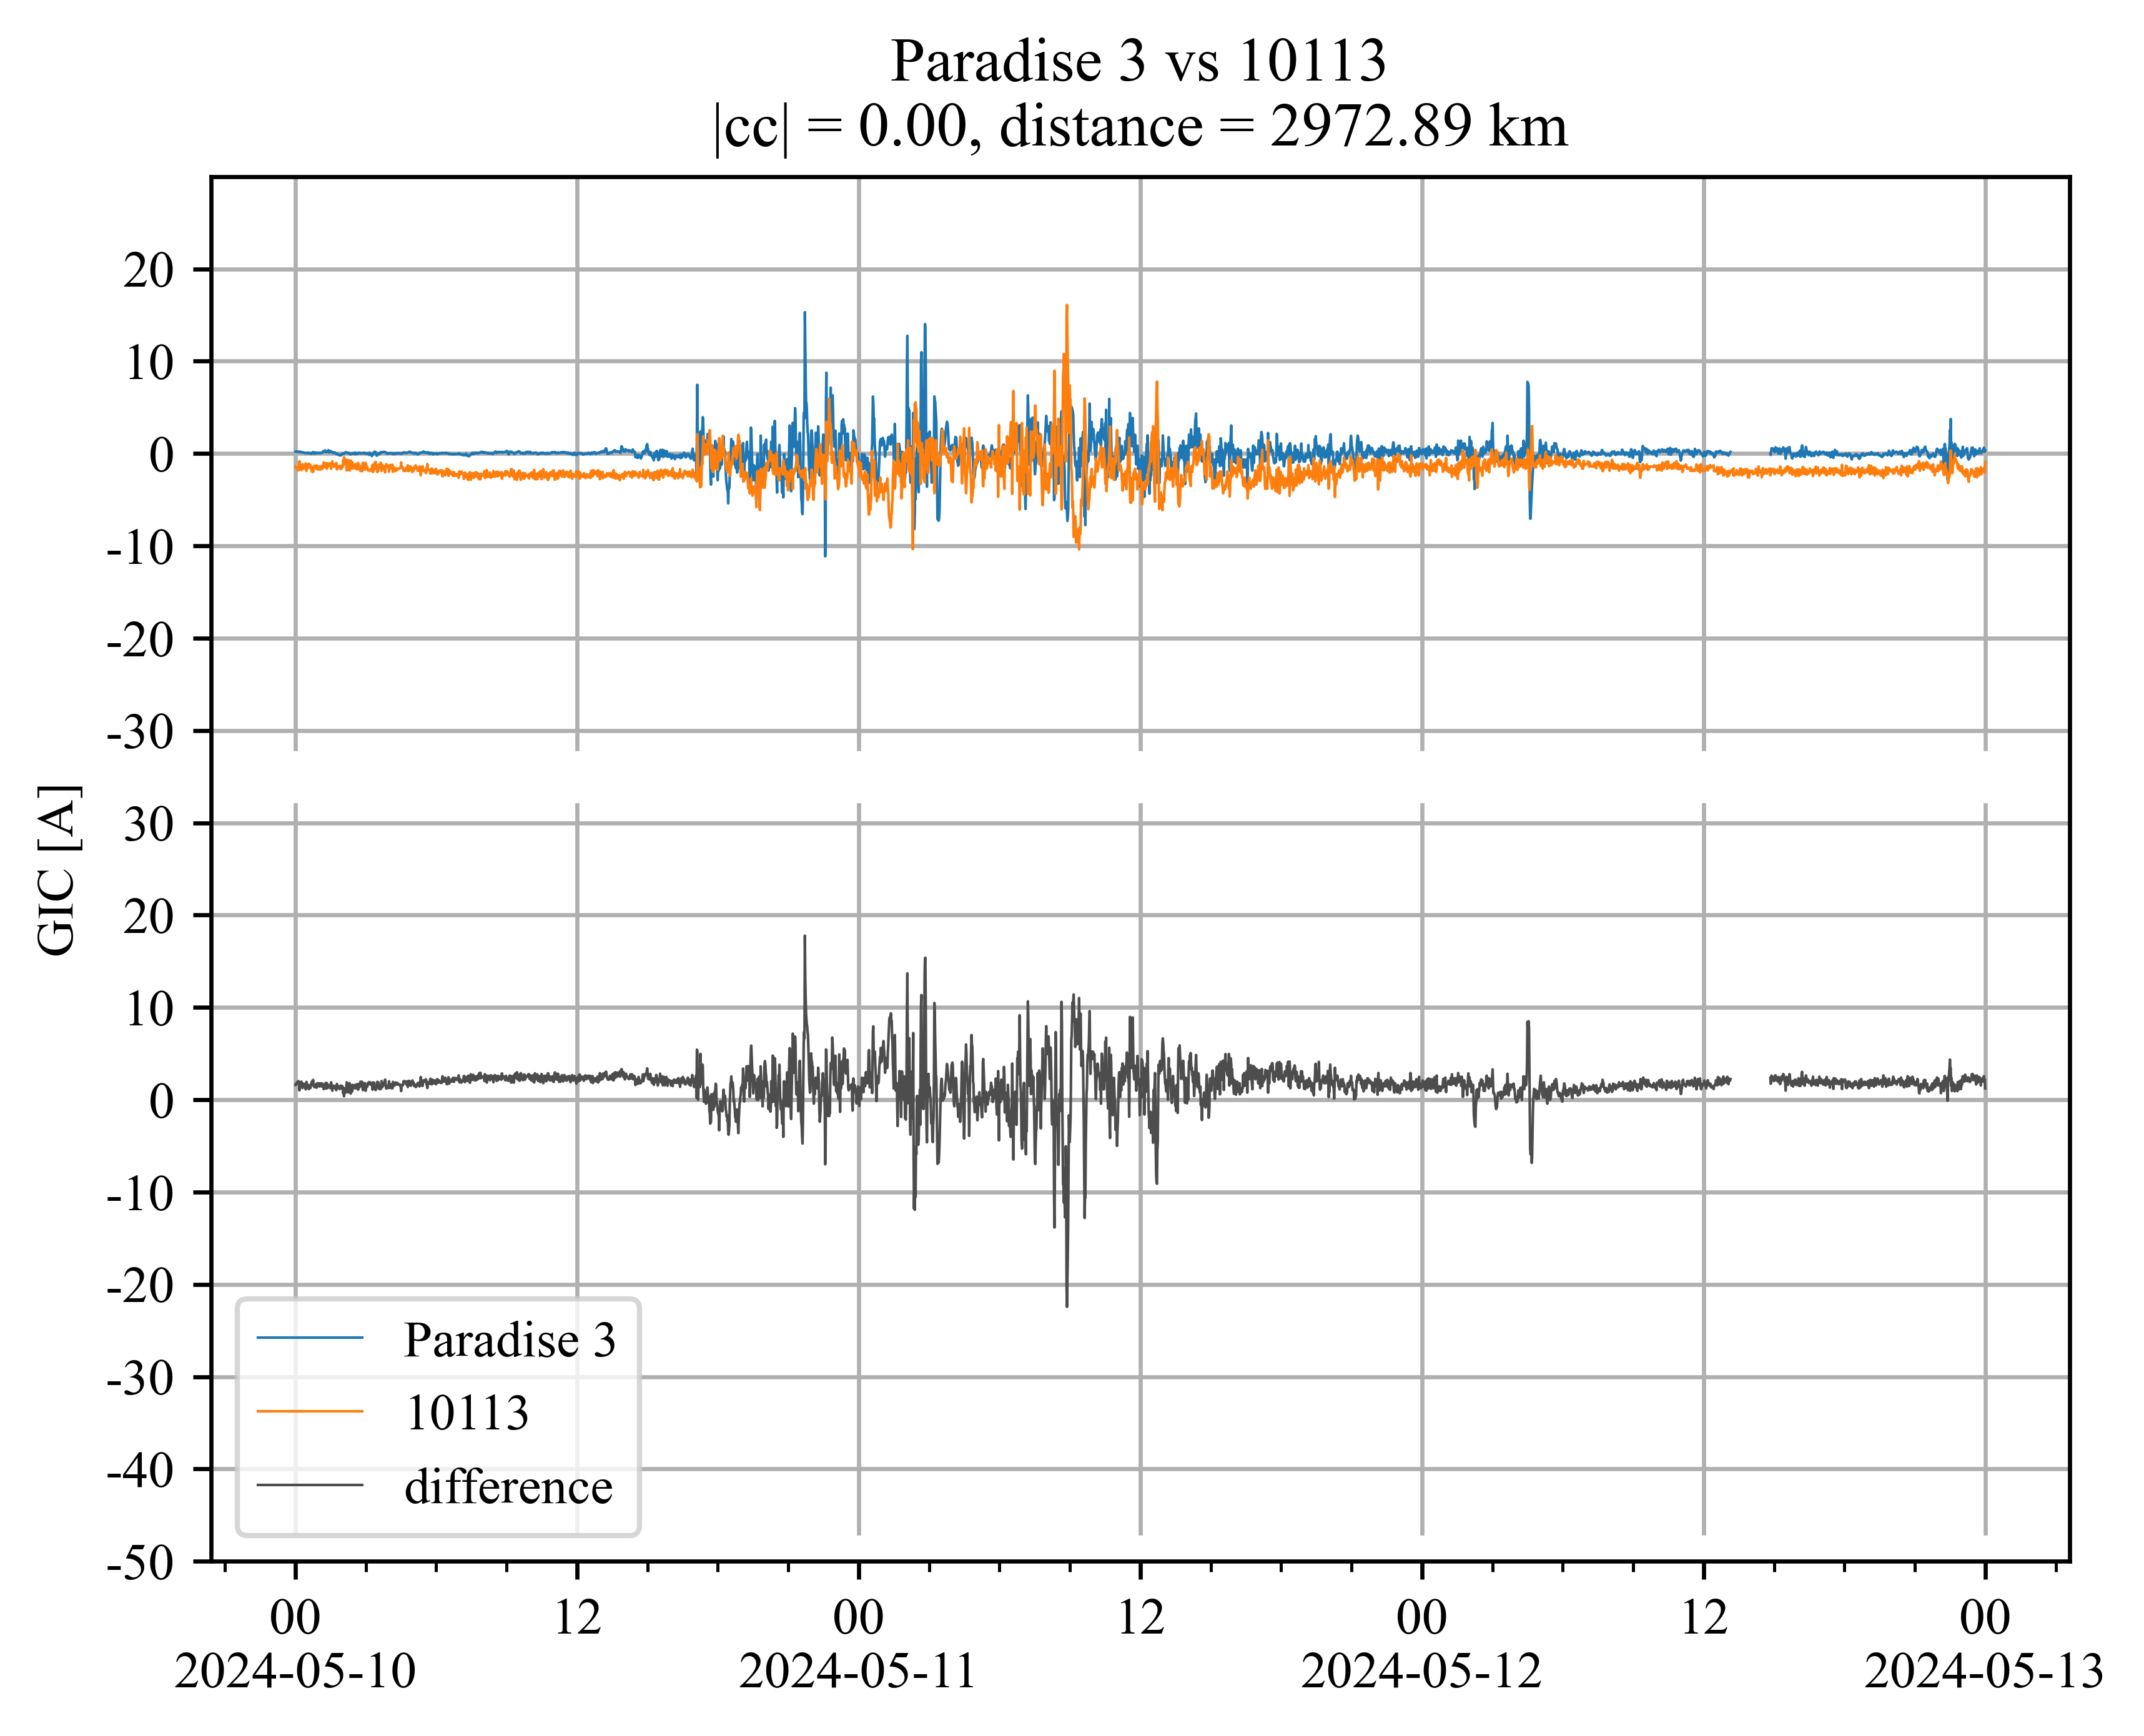 Paradise 3 vs 10113
|cc| = 0.00, distance = 2972.89 km
20
10
0
-10
-20
-30
30
20
10
0
-10
-20
-30
-40
-50
GIC [A]
Paradise 3
10113
difference
00 12 00 12 00 12 00
2024-05-10 2024-05-11 2024-05-12 2024-05-13